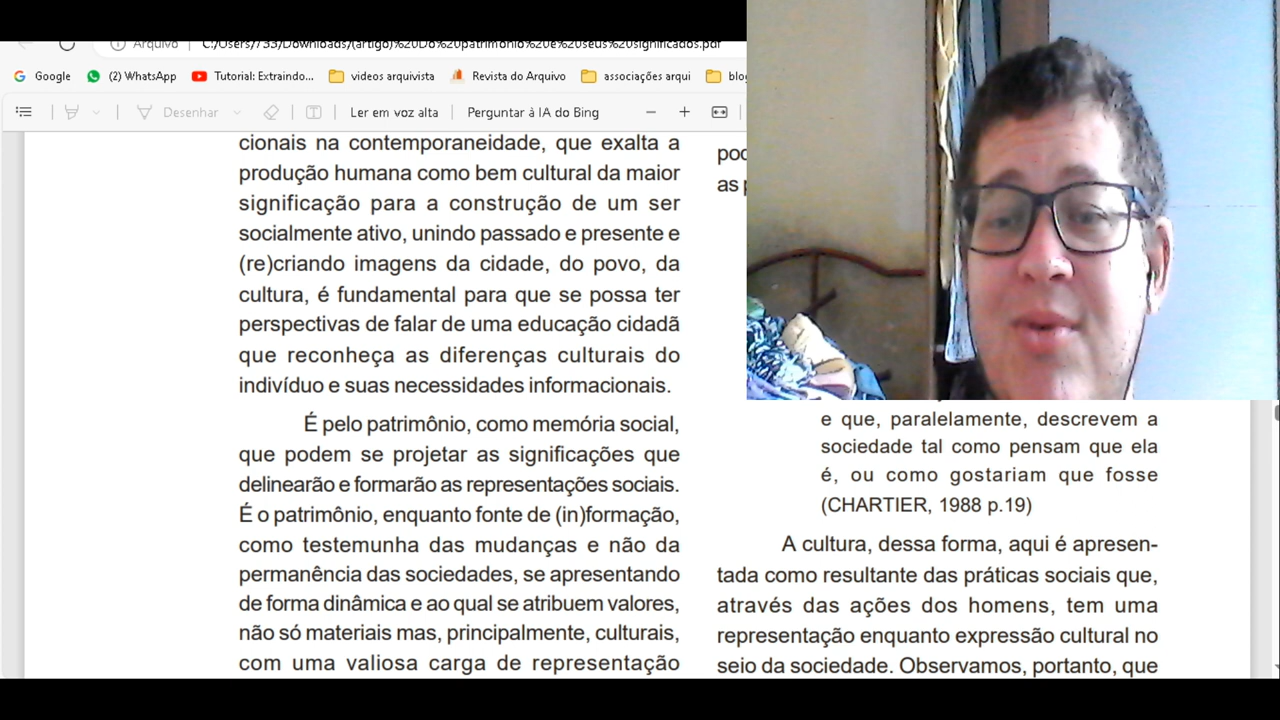 Arquivo
C:/Users/733/Downloads/(artigo)%20Do%20patrimonio%20e%20seus%20significados.pdf
Google
(2) WhatsApp
Tutorial: Extraindo...
videos arquivista
Revista do Arquivo
associações arqui
blo
Desenhar
Ler em voz alta
Perguntar à IA do Bing
cionais na contemporaneidade, que exalta a
produção humana como bem cultural da maior
significação para a construção de um ser
socialmente ativo, unindo passado e presente e
(re)criando imagens da cidade, do povo, da
cultura, é fundamental para que se possa ter
perspectivas de falar de uma educação cidadã
que reconheça as diferenças culturais do
indivíduo e suas necessidades informacionais.
É pelo patrimônio, como memória social,
que podem se projetar as significações que
delinearão e formarão as representações sociais.
É o patrimônio, enquanto fonte de (in)formação,
como testemunha das mudanças e não da
permanência das sociedades, se apresentando
de forma dinâmica e ao qual se atribuem valores,
não só materiais mas, principalmente, culturais,
com uma valiosa carga de representação
as
e que, paralelamente, descrevem a
sociedade tal como pensam que ela
é, ou como gostariam que fosse
(CHARTIER, 1988 p.19)
A cultura, dessa forma, aqui é apresen-
tada como resultante das práticas sociais que,
através das ações dos homens, tem uma
representação enquanto expressão cultural no
seio da sociedade. Observamos, portanto, que